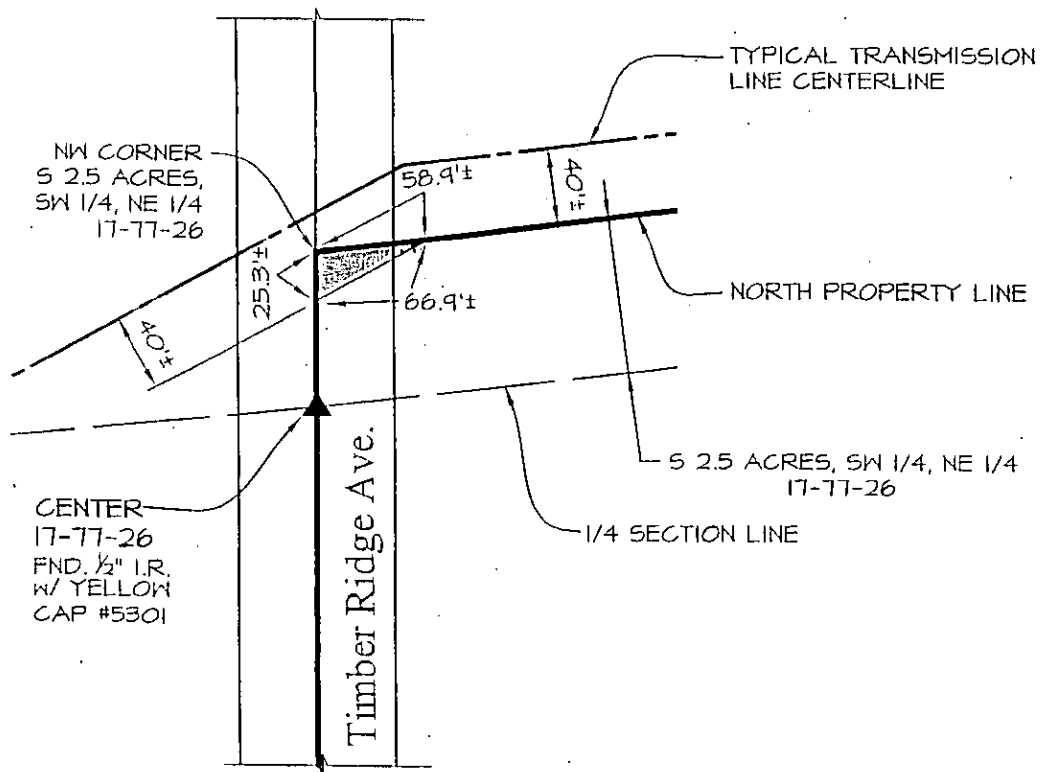 TYPICAL TRANSMISSION
LINE CENTERLINE
NW CORNER
S 2.5 ACRES,
SW 1/4, NE 1/4
17-77-26
58.9'±
40'±
25.3'±
66.9'±
NORTH PROPERTY LINE
40'±
S 2.5 ACRES, SW 1/4, NE 1/4
17-77-26
1/4 SECTION LINE
CENTER
17-77-26
FND. ½" I.R.
W/ YELLOW
CAP #5301
Timber Ridge Ave.